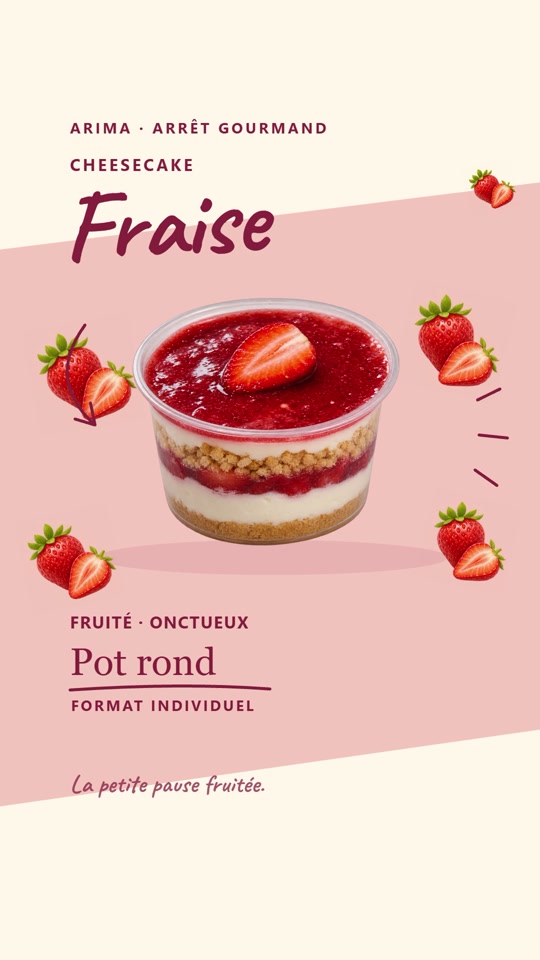 ARIMA · ARRÊT GOURMAND
CHEESECAKE
Fraise
FRUITÉ · ONCTUEUX
Pot rond
FORMAT INDIVIDUEL
La petite pause fruitée.